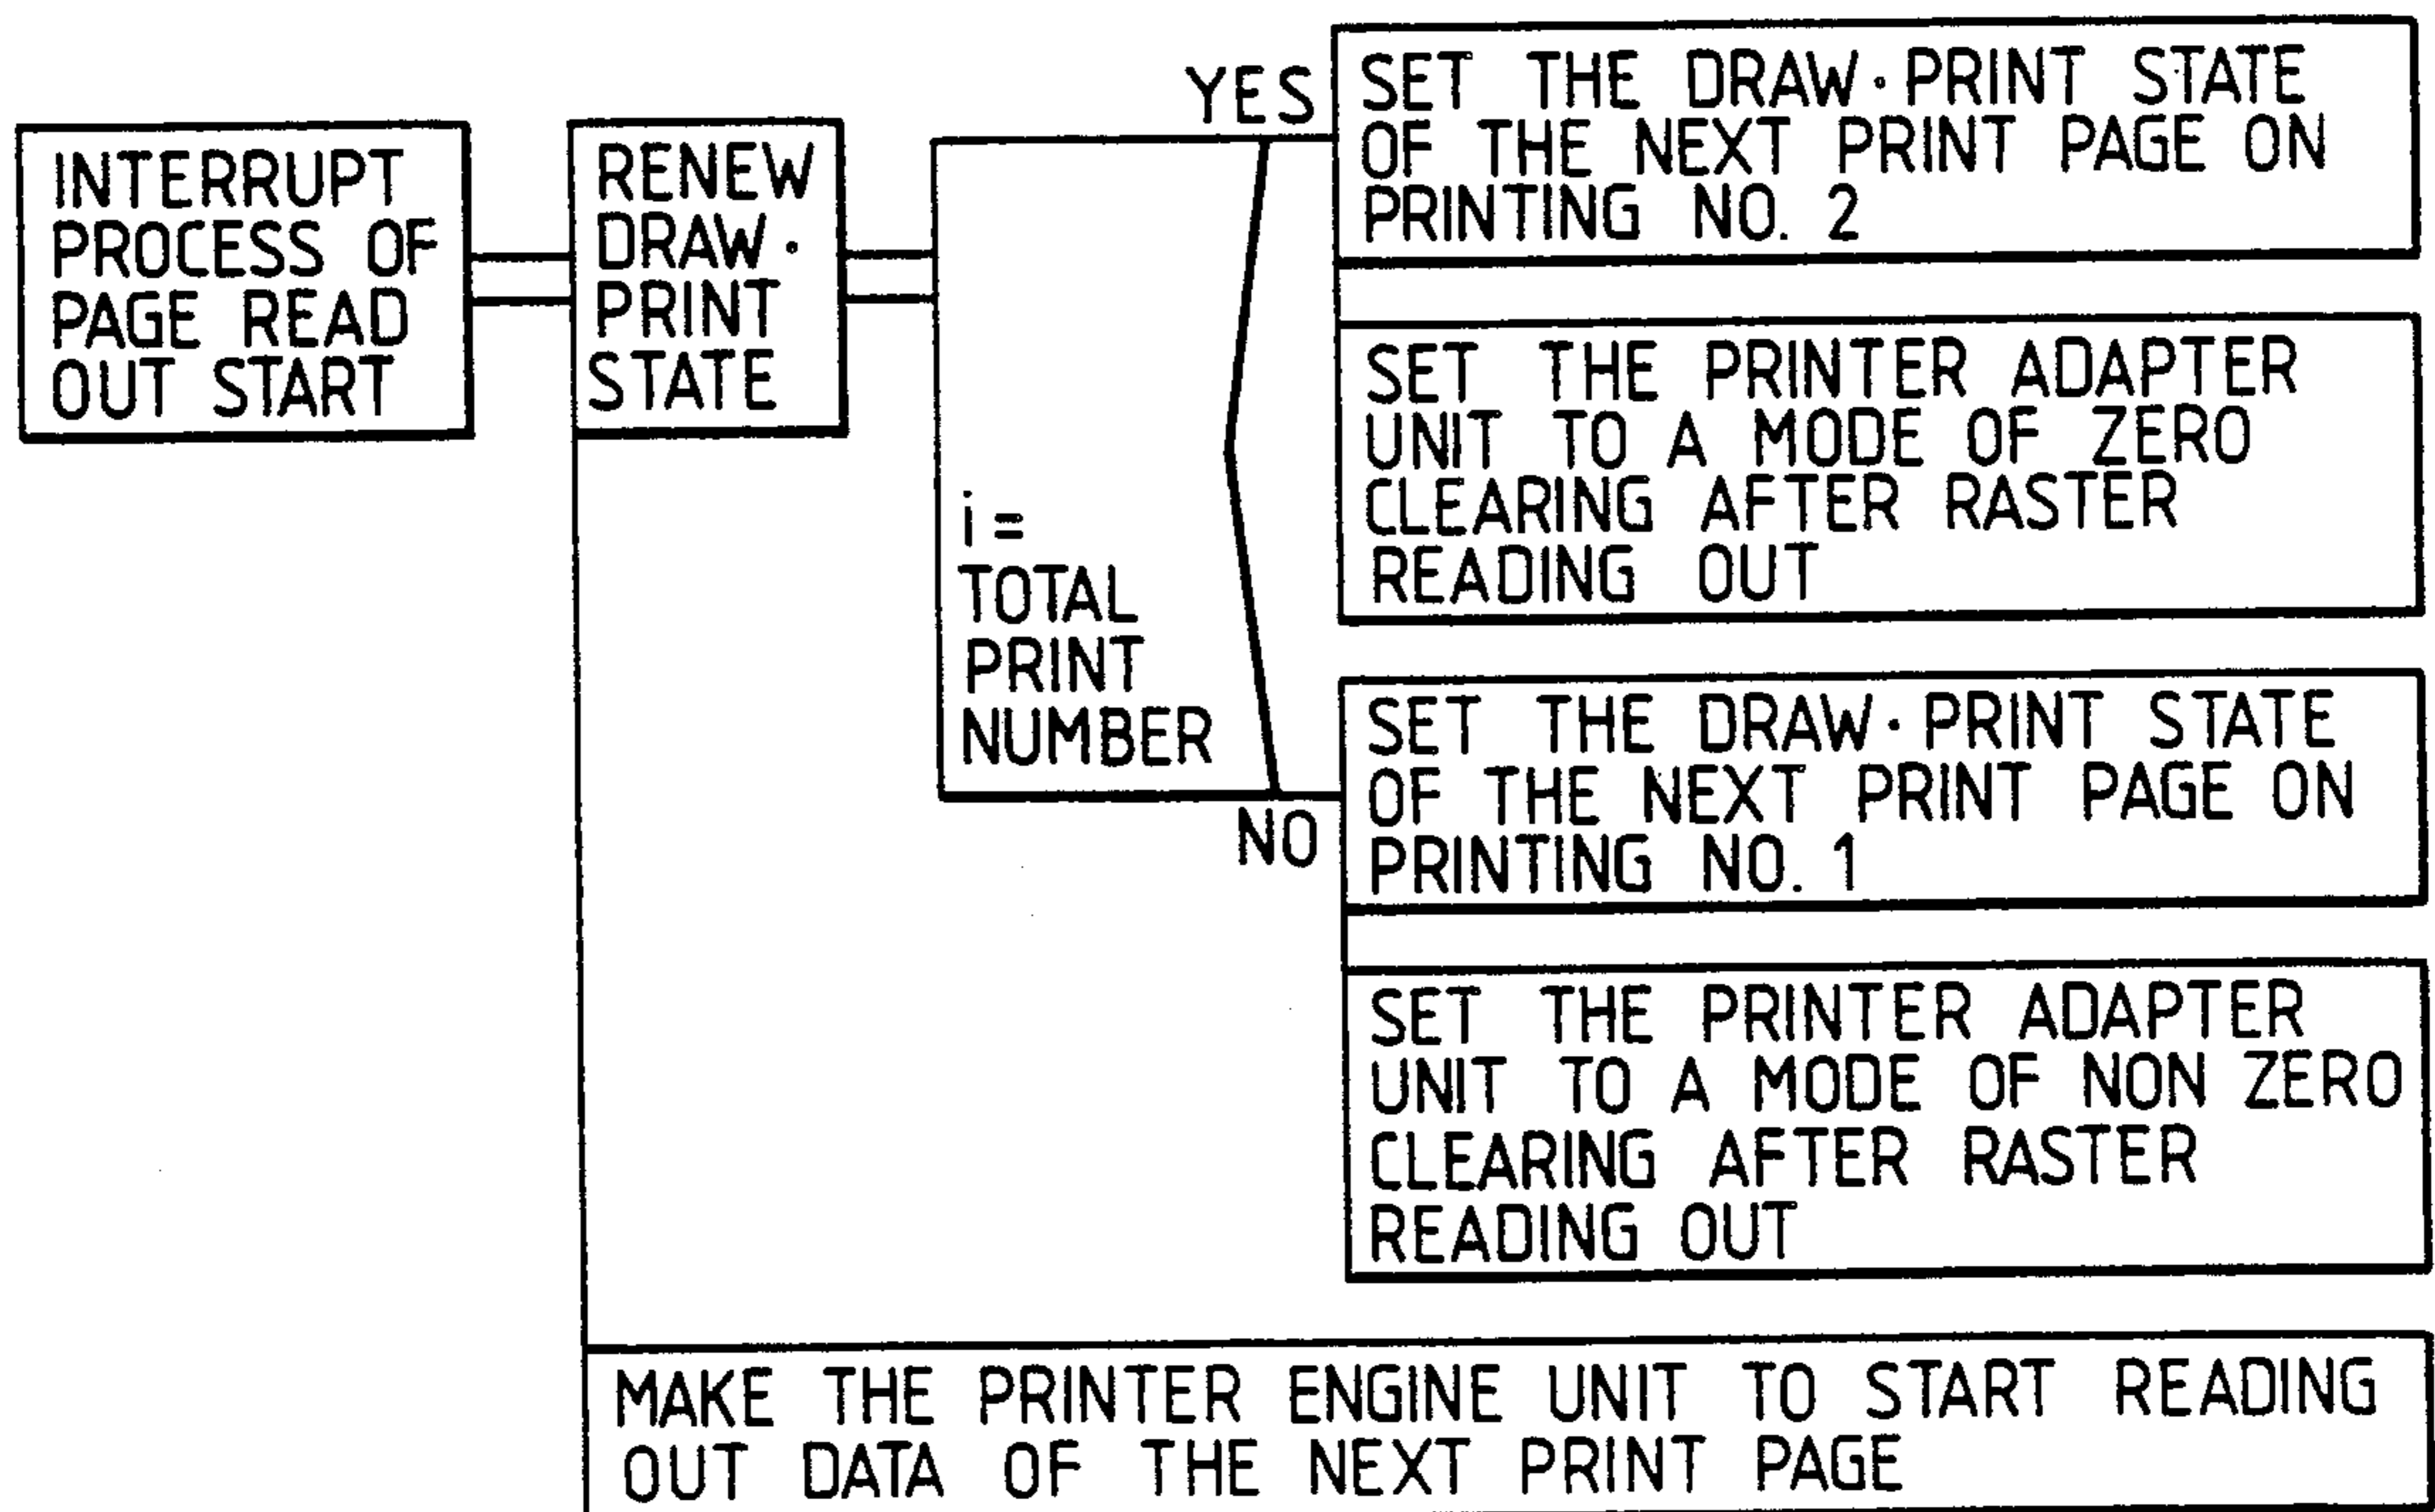 INTERRUPT
PROCESS OF
PAGE READ
OUT START
RENEW
DRAW·
PRINT
STATE
i =
TOTAL
PRINT
NUMBER
YES
SET THE DRAW·PRINT STATE
OF THE NEXT PRINT PAGE ON
PRINTING NO. 2
SET THE PRINTER ADAPTER
UNIT TO A MODE OF ZERO
CLEARING AFTER RASTER
READING OUT
NO
SET THE DRAW·PRINT STATE
OF THE NEXT PRINT PAGE ON
PRINTING NO. 1
SET THE PRINTER ADAPTER
UNIT TO A MODE OF NON ZERO
CLEARING AFTER RASTER
READING OUT
MAKE THE PRINTER ENGINE UNIT TO START READING
OUT DATA OF THE NEXT PRINT PAGE